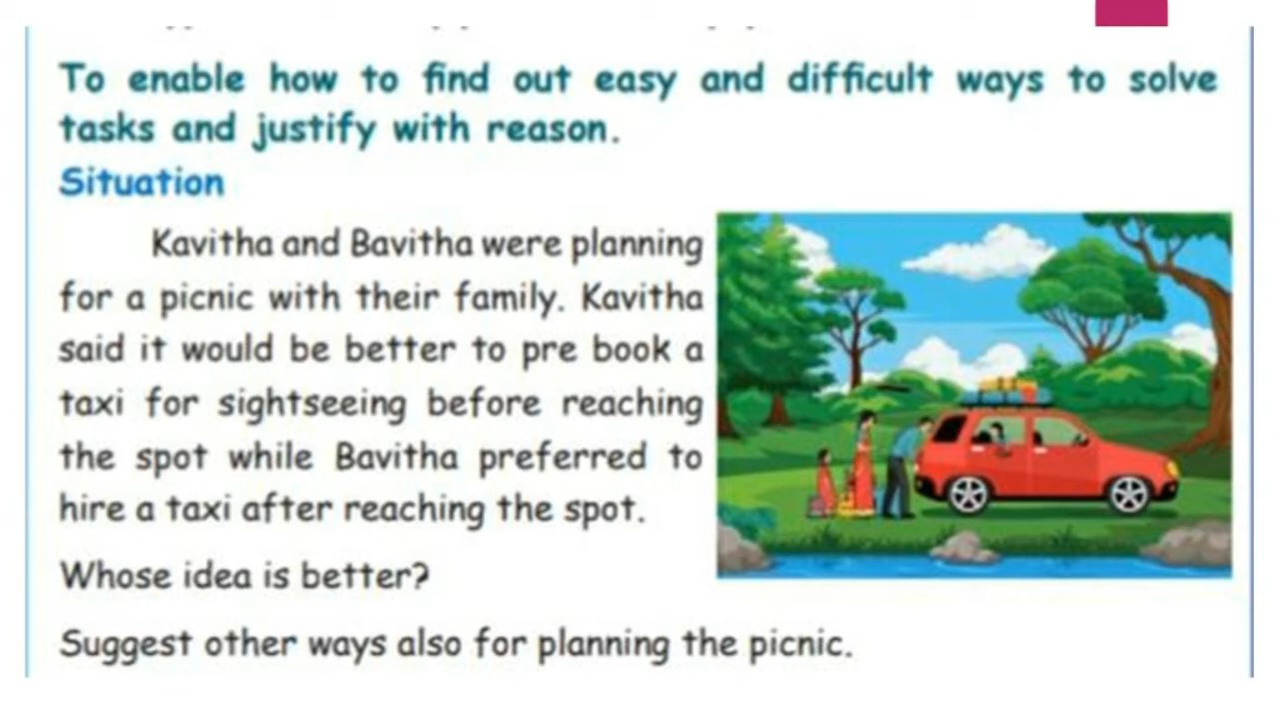 To enable how to find out easy and difficult ways to solve
tasks and justify with reason.
Situation
Kavitha and Bavitha were planning
for a picnic with their family. Kavitha
said it would be better to pre book a
taxi for sightseeing before reaching
the spot while Bavitha preferred to
hire a taxi after reaching the spot.
Whose idea is better?
Suggest other ways also for planning the picnic.